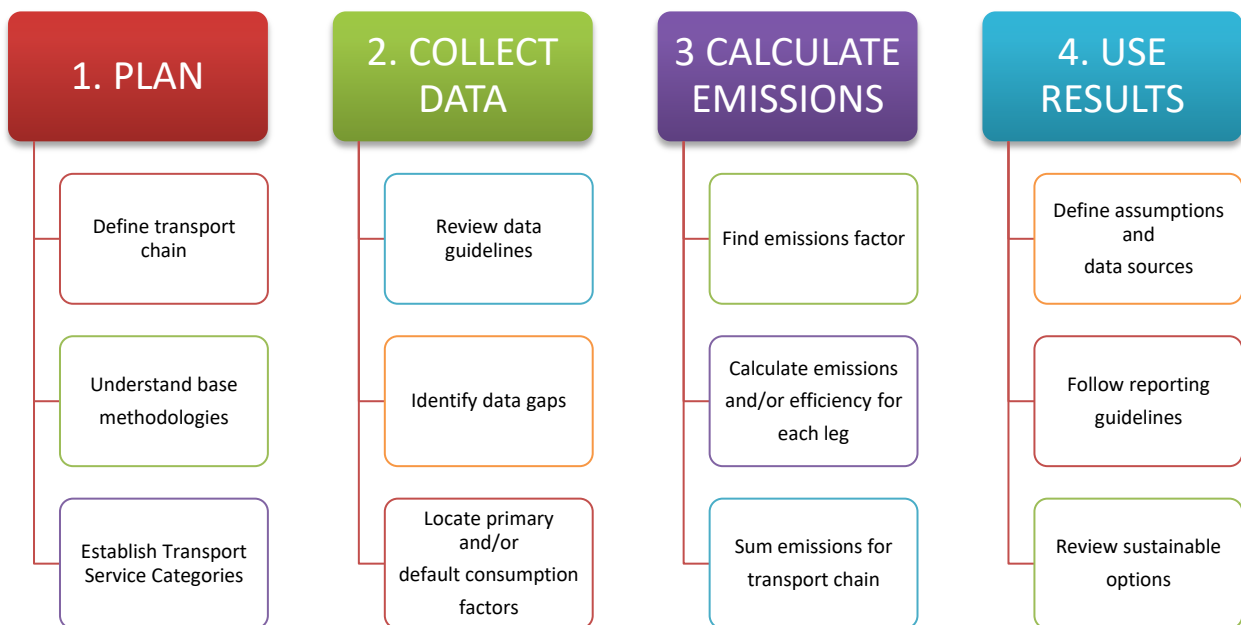 1. PLAN
Define transport
chain
Understand base
methodologies
Establish Transport
Service Categories
2. COLLECT
DATA
Review data
guidelines
Identify data gaps
Locate primary
and/or
default consumption
factors
3 CALCULATE
EMISSIONS
Find emissions factor
Calculate emissions
and/or efficiency for
each leg
Sum emissions for
transport chain
4. USE
RESULTS
Define assumptions
and
data sources
Follow reporting
guidelines
Review sustainable
options